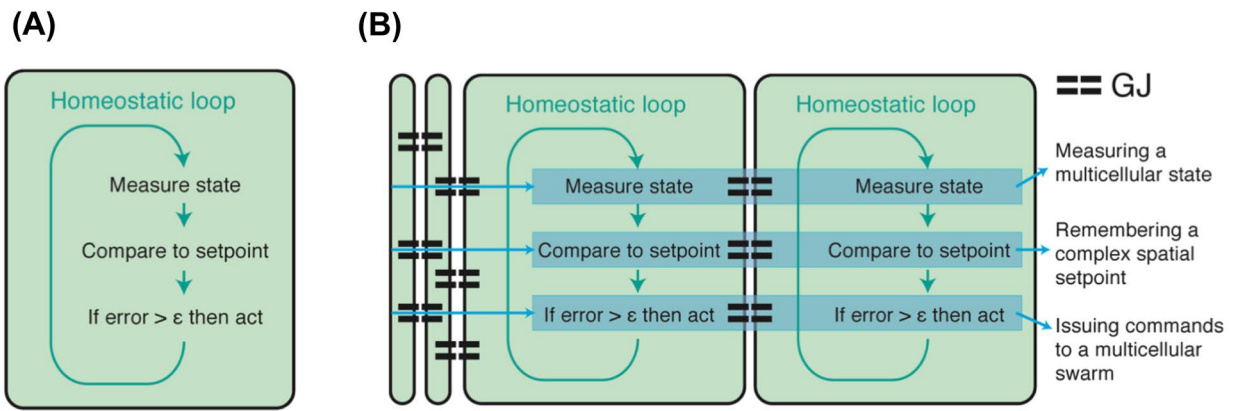 (A)
Homeostatic loop
Measure state
Compare to setpoint
If error > ε then act
(B)
Homeostatic loop
Measure state
Compare to setpoint
If error > ε then act
Homeostatic loop
Measure state
Compare to setpoint
If error > ε then act
GJ
Measuring a
multicellular state
Remembering a
complex spatial
setpoint
Issuing commands
to a multicellular
swarm